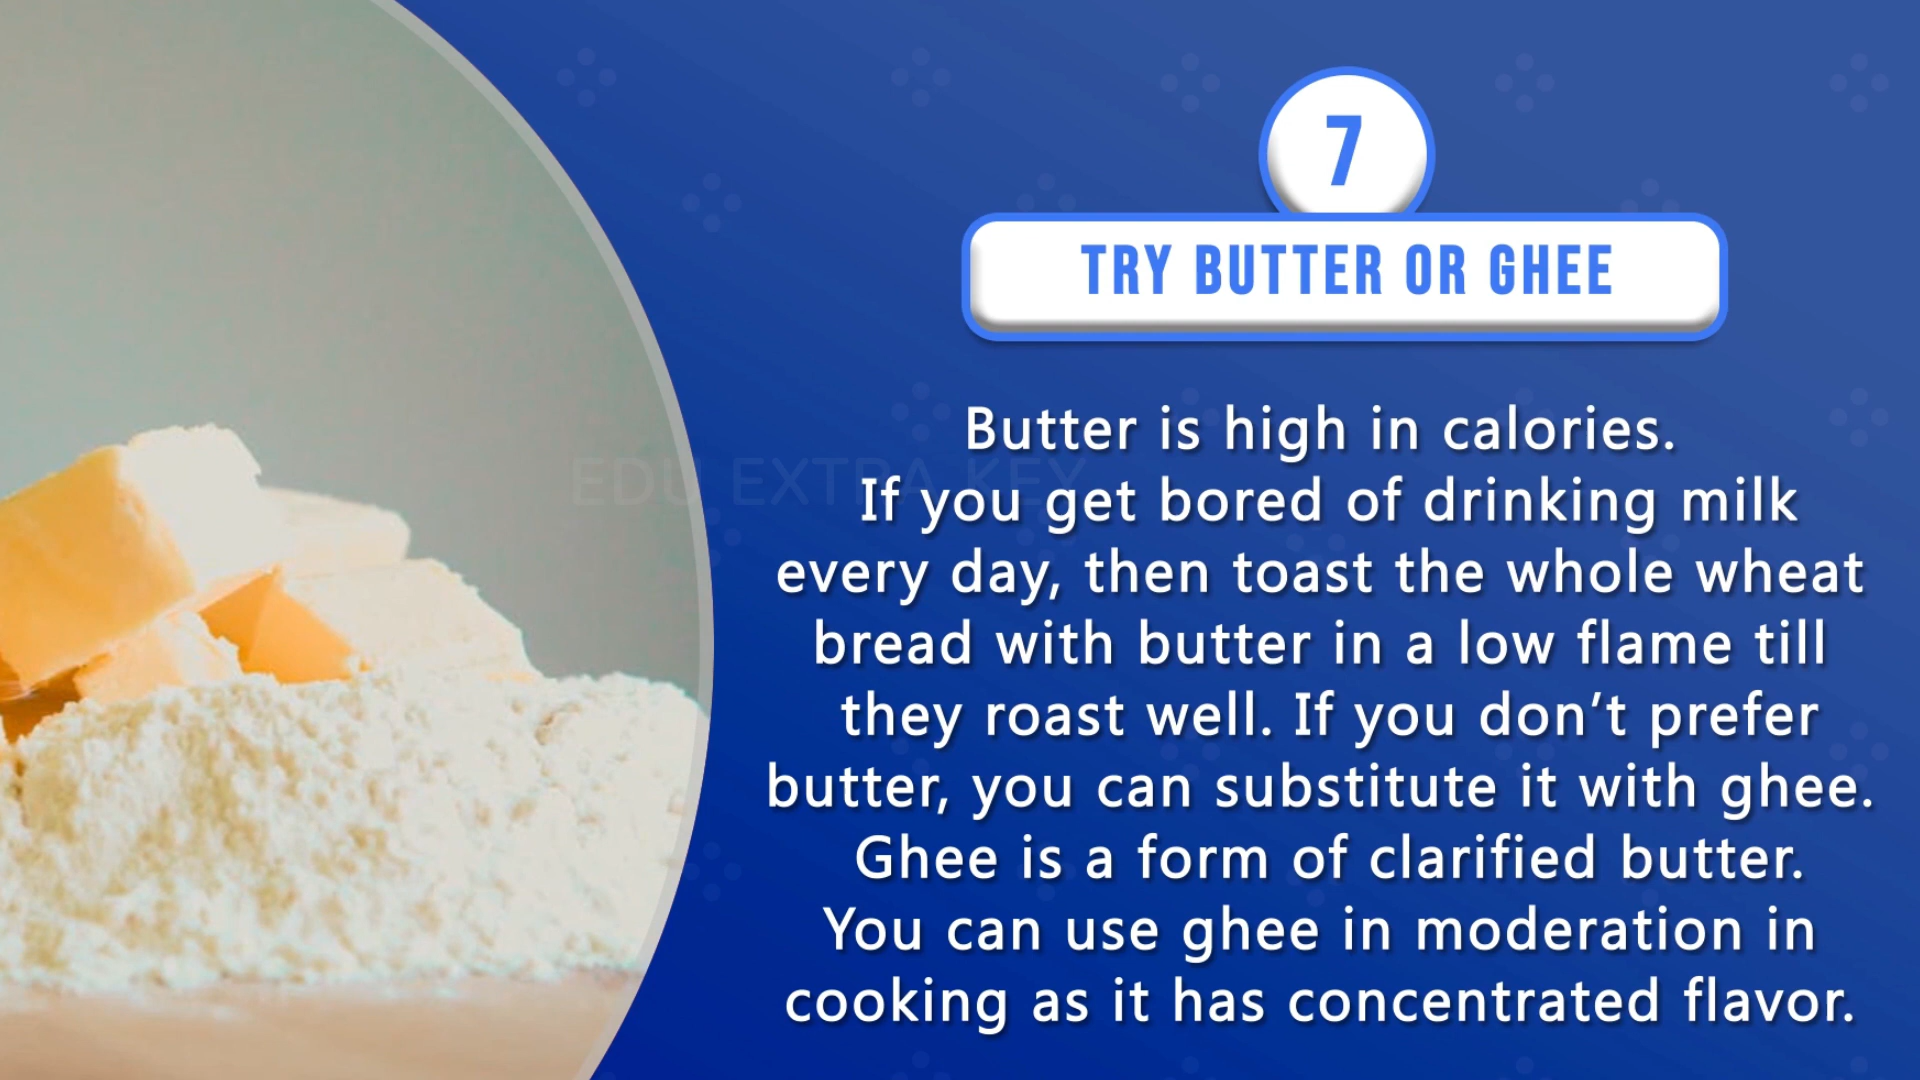 7
TRY BUTTER OR GHEE
EDU EXTRA KEY
Butter is high in calories.
If you get bored of drinking milk
every day, then toast the whole wheat
bread with butter in a low flame till
they roast well. If you don’t prefer
butter, you can substitute it with ghee.
Ghee is a form of clarified butter.
You can use ghee in moderation in
cooking as it has concentrated flavor.